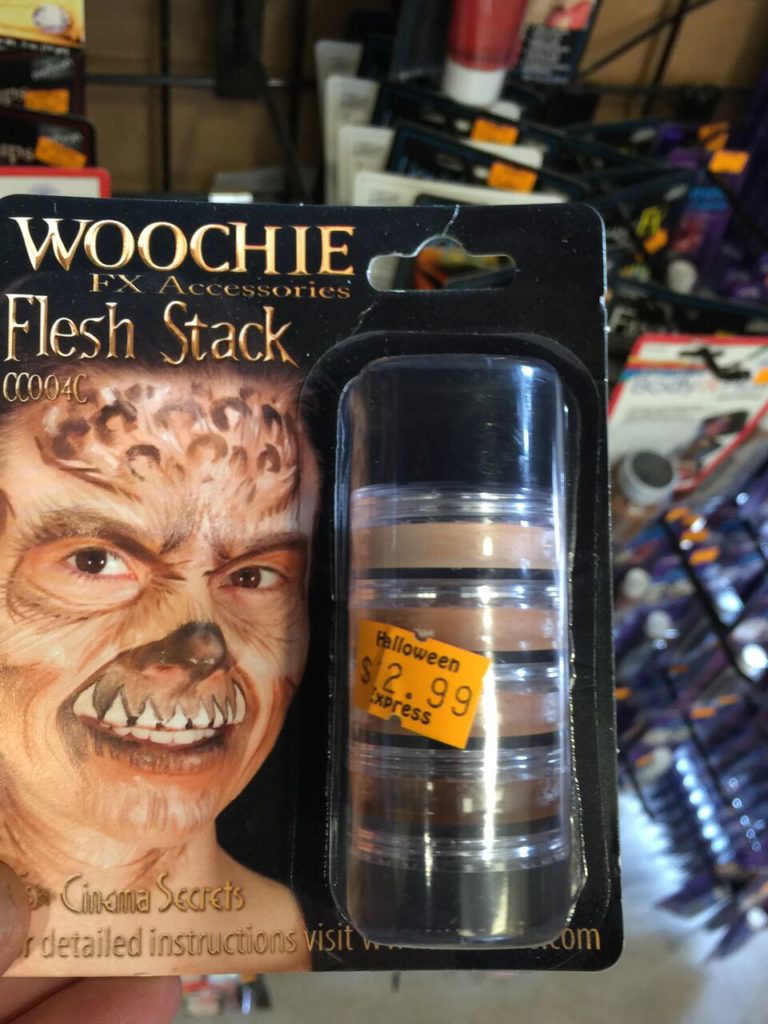 WOOCHIE
FX Accessories
Flesh Stack
CC004C
Halloween
$12.99
Express
Cinema Secrets
detailed instructions visit
.com